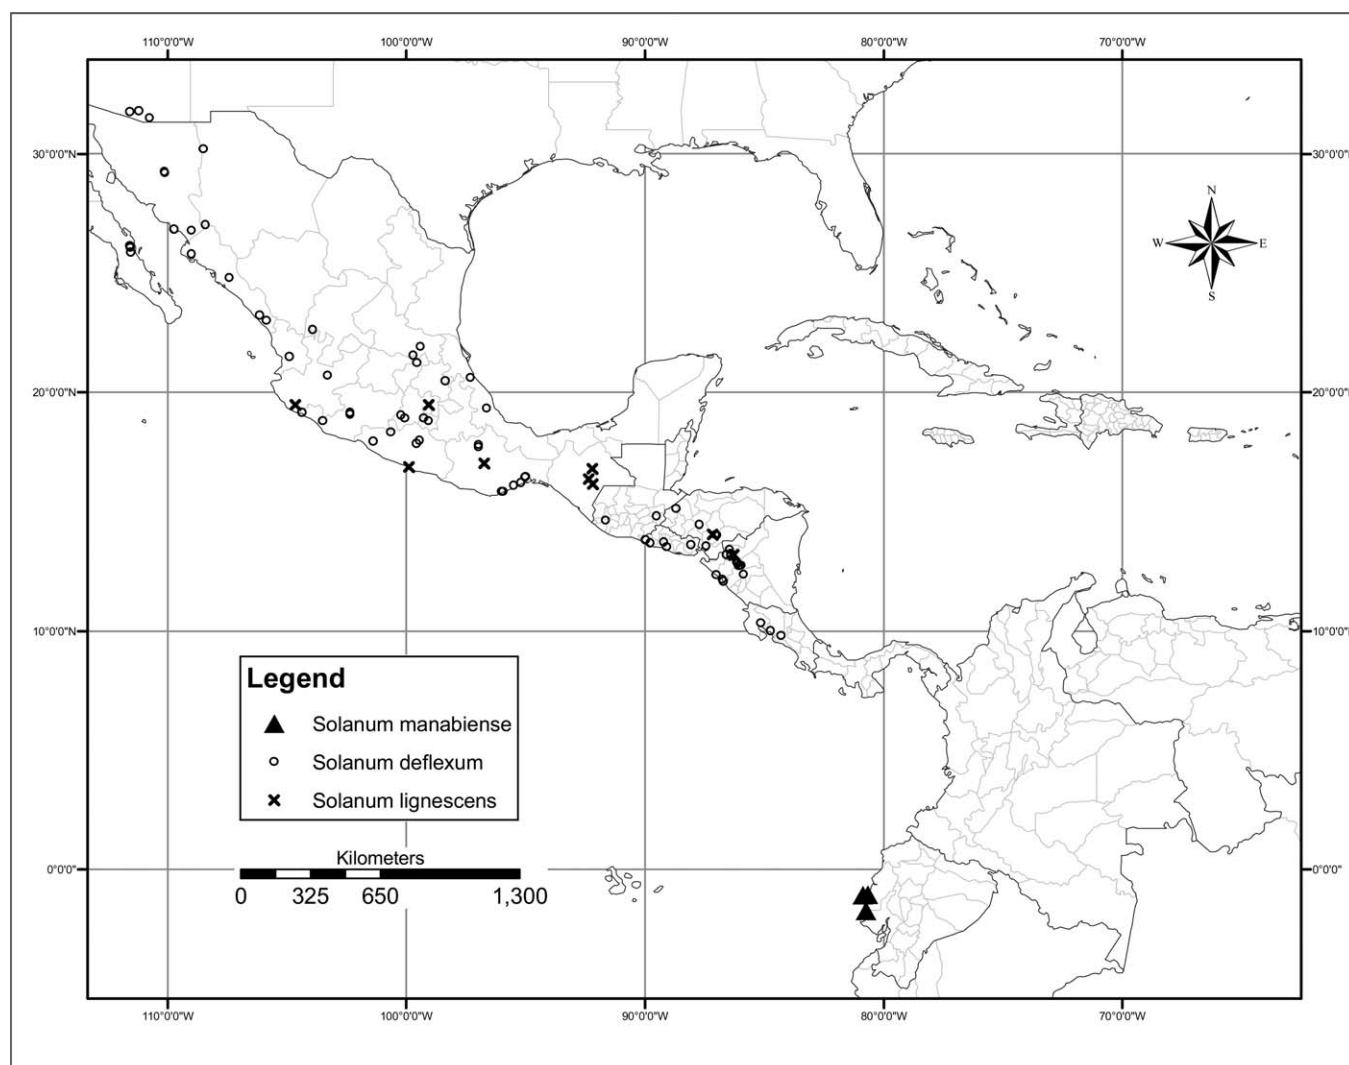 110°0'0"W 100°0'0"W 90°0'0"W 80°0'0"W 70°0'0"W
30°0'0"N 30°0'0"N
N
W E
S
20°0'0"N 20°0'0"N
10°0'0"N 10°0'0"N
Legend
Solanum manabiense
Solanum deflexum
Solanum lignescens
Kilometers
0°0'0" 0°0'0"
0 325 650 1,300
110°0'0"W 100°0'0"W 90°0'0"W 80°0'0"W 70°0'0"W